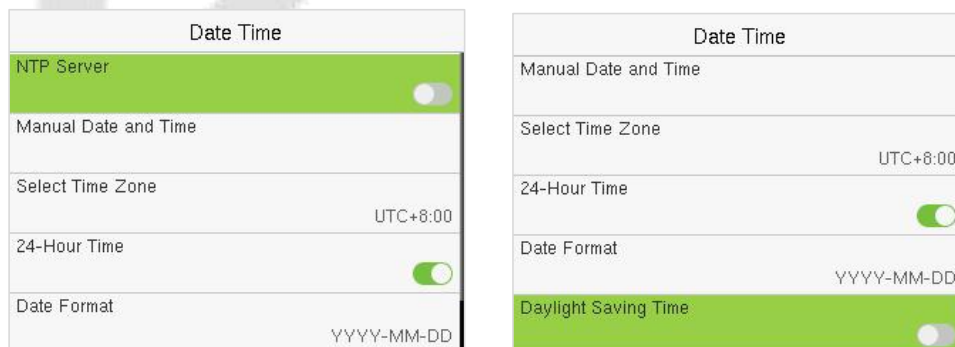 Date Time
NTP Server
Manual Date and Time
Select Time Zone
UTC+8:00
24-Hour Time
Date Format
YYYY-MM-DD
Date Time
Manual Date and Time
Select Time Zone
UTC+8:00
24-Hour Time
Date Format
YYYY-MM-DD
Daylight Saving Time